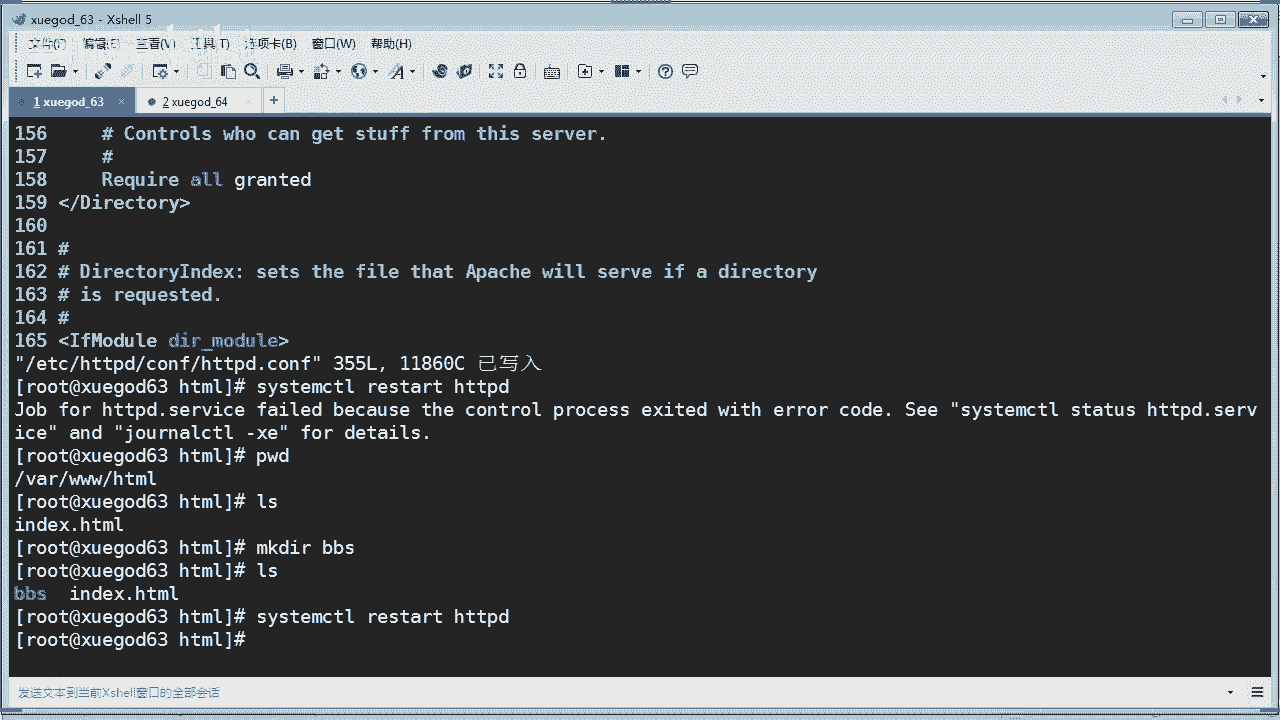 xuegod_63 - Xshell 5
文件(F) 编辑(E) 查看(V) 工具(T) 选项卡(B) 窗口(W) 帮助(H)
1 xuegod_63 × 2 xuegod_64 × +
156 # Controls who can get stuff from this server.
157 #
158 Require all granted
159 </Directory>
160
161 #
162 # DirectoryIndex: sets the file that Apache will serve if a directory
163 # is requested.
164 #
165 <IfModule dir_module>
"/etc/httpd/conf/httpd.conf" 355L, 11860C 已写入
[root@xuegod63 html]# systemctl restart httpd
Job for httpd.service failed because the control process exited with error code. See "systemctl status httpd.serv
ice" and "journalctl -xe" for details.
[root@xuegod63 html]# pwd
/var/www/html
[root@xuegod63 html]# ls
index.html
[root@xuegod63 html]# mkdir bbs
[root@xuegod63 html]# ls
bbs index.html
[root@xuegod63 html]# systemctl restart httpd
[root@xuegod63 html]#
发送文本到当前Xshell窗口的全部会话